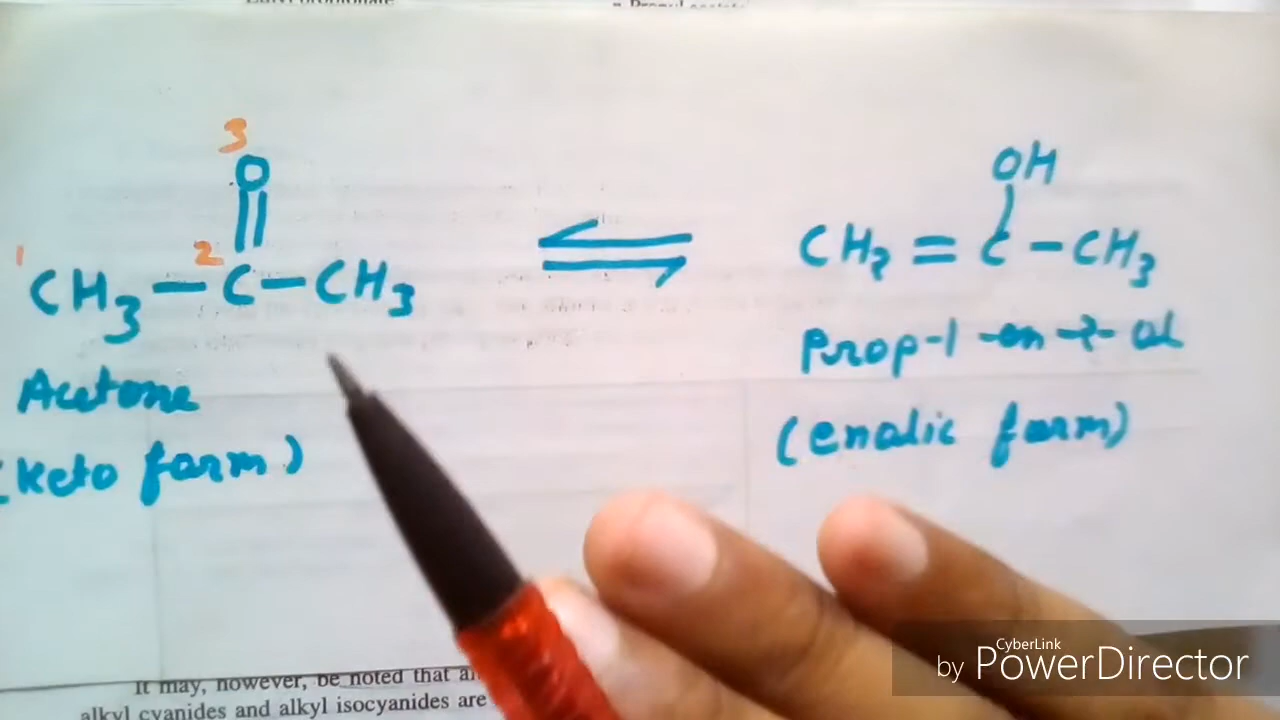 3
O
OH
1
2
CH3 — C — CH3
CH2 = C - CH3
Acetone
Prop-1-en-2-ol
(Keto form)
(enolic form)
It may, however, be noted that
alkyl cyanides and alkyl isocyanides are
CyberLink
by PowerDirector